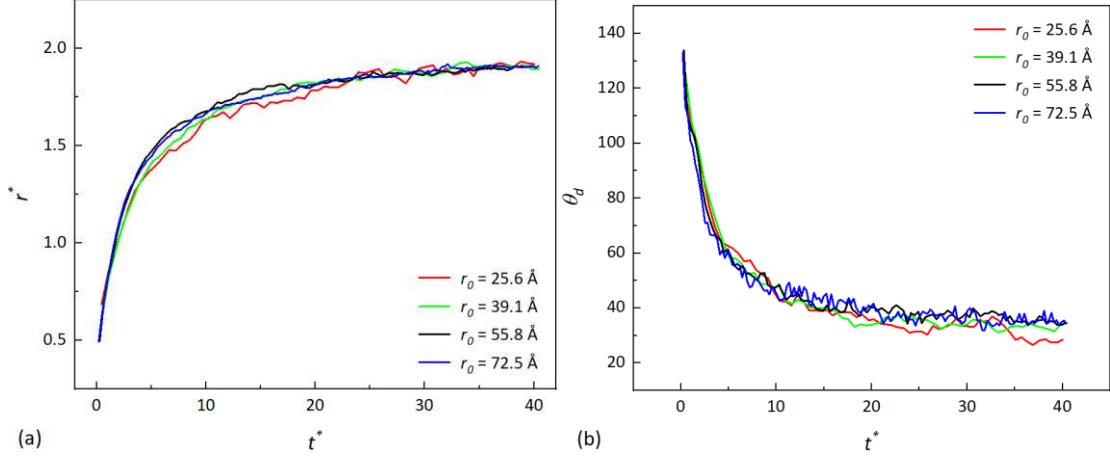 2.0
1.5
1.0
0.5
r*
0 10 20 30 40
t*
r₀ = 25.6 Å
r₀ = 39.1 Å
r₀ = 55.8 Å
r₀ = 72.5 Å
(a)
140
120
100
80
60
40
20
θd
0 10 20 30 40
t*
r₀ = 25.6 Å
r₀ = 39.1 Å
r₀ = 55.8 Å
r₀ = 72.5 Å
(b)